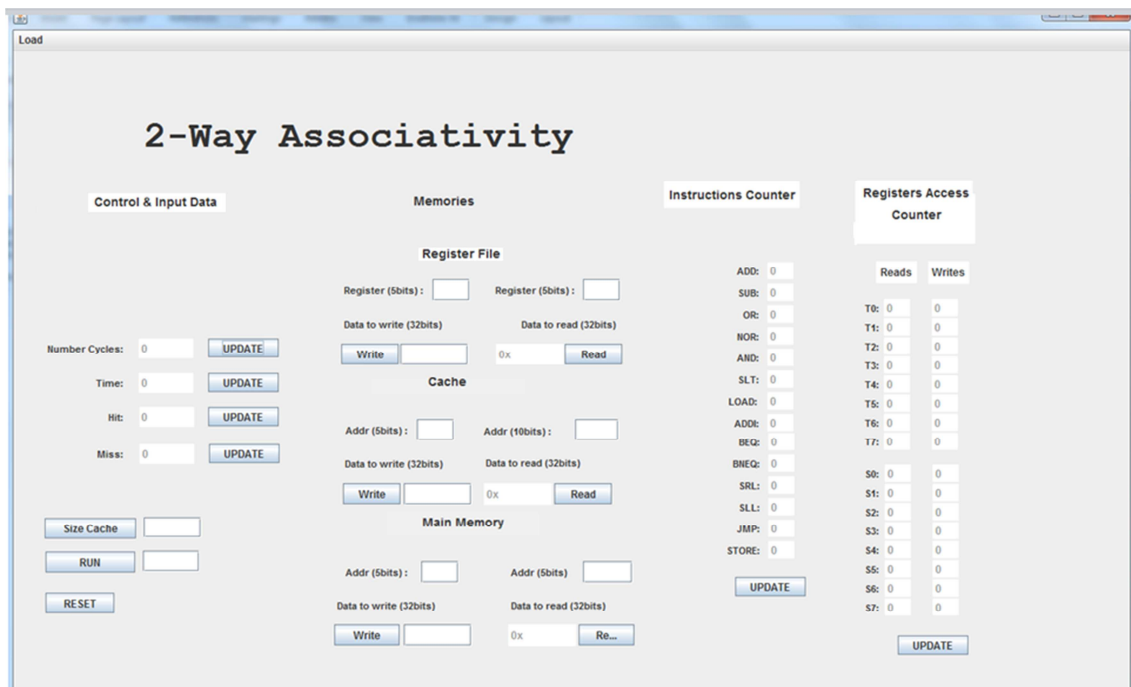 Load
2-Way Associativity
Control & Input Data
Number Cycles: 0 UPDATE
Time: 0 UPDATE
Hit: 0 UPDATE
Miss: 0 UPDATE
Size Cache
RUN
RESET
Memories
Register File
Register (5bits) : Register (5bits) :
Data to write (32bits) Data to read (32bits)
Write 0x Read
Cache
Addr (5bits) : Addr (10bits) :
Data to write (32bits) Data to read (32bits)
Write 0x Read
Main Memory
Addr (5bits) : Addr (5bits)
Data to write (32bits) Data to read (32bits)
Write 0x Re...
Instructions Counter
ADD: 0
SUB: 0
OR: 0
NOR: 0
AND: 0
SLT: 0
LOAD: 0
ADDI: 0
BEQ: 0
BNEQ: 0
SRL: 0
SLL: 0
JMP: 0
STORE: 0
UPDATE
Registers Access
Counter
Reads Writes
T0: 0 0
T1: 0 0
T2: 0 0
T3: 0 0
T4: 0 0
T5: 0 0
T6: 0 0
T7: 0 0
S0: 0 0
S1: 0 0
S2: 0 0
S3: 0 0
S4: 0 0
S5: 0 0
S6: 0 0
S7: 0 0
UPDATE